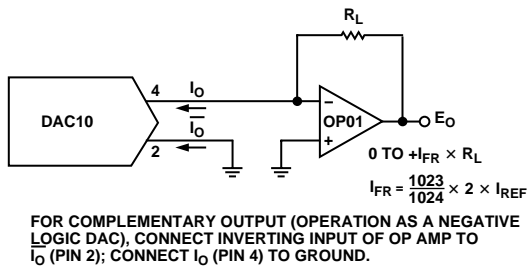 R_L
4
I_O
DAC10
I̅_O
2
−
OP01
+
E_O
0 TO +I_FR × R_L
I_FR = 1023/1024 × 2 × I_REF
FOR COMPLEMENTARY OUTPUT (OPERATION AS A NEGATIVE
LOGIC DAC), CONNECT INVERTING INPUT OF OP AMP TO
I̅_O (PIN 2); CONNECT I_O (PIN 4) TO GROUND.